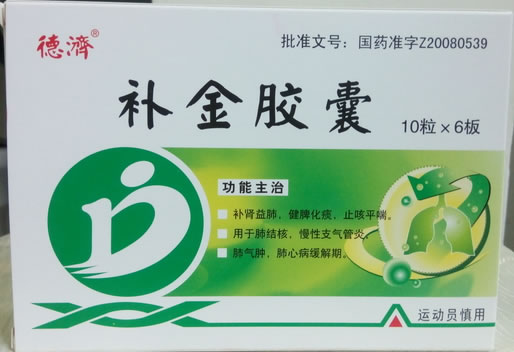 德濟®
批准文号：国药准字Z20080539
补金胶囊
10粒×6板
功能主治
补肾益肺，健脾化痰，止咳平喘。
用于肺结核，慢性支气管炎，
肺气肿，肺心病缓解期。
运动员慎用